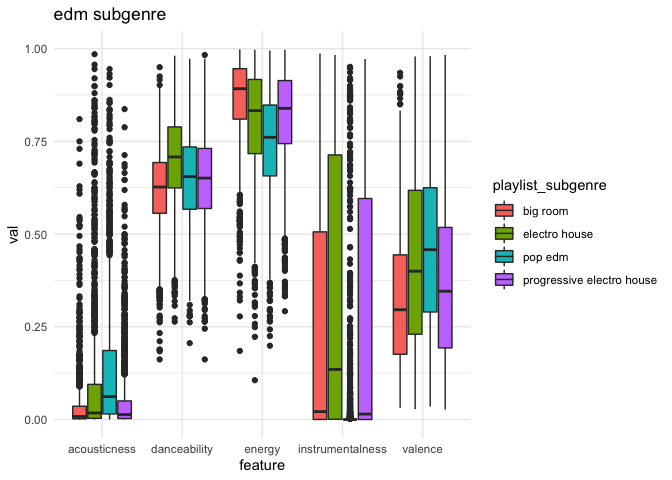 edm subgenre
1.00
0.75
0.50
0.25
0.00
val
acousticness danceability energy instrumentalness valence
feature
playlist_subgenre
big room
electro house
pop edm
progressive electro house